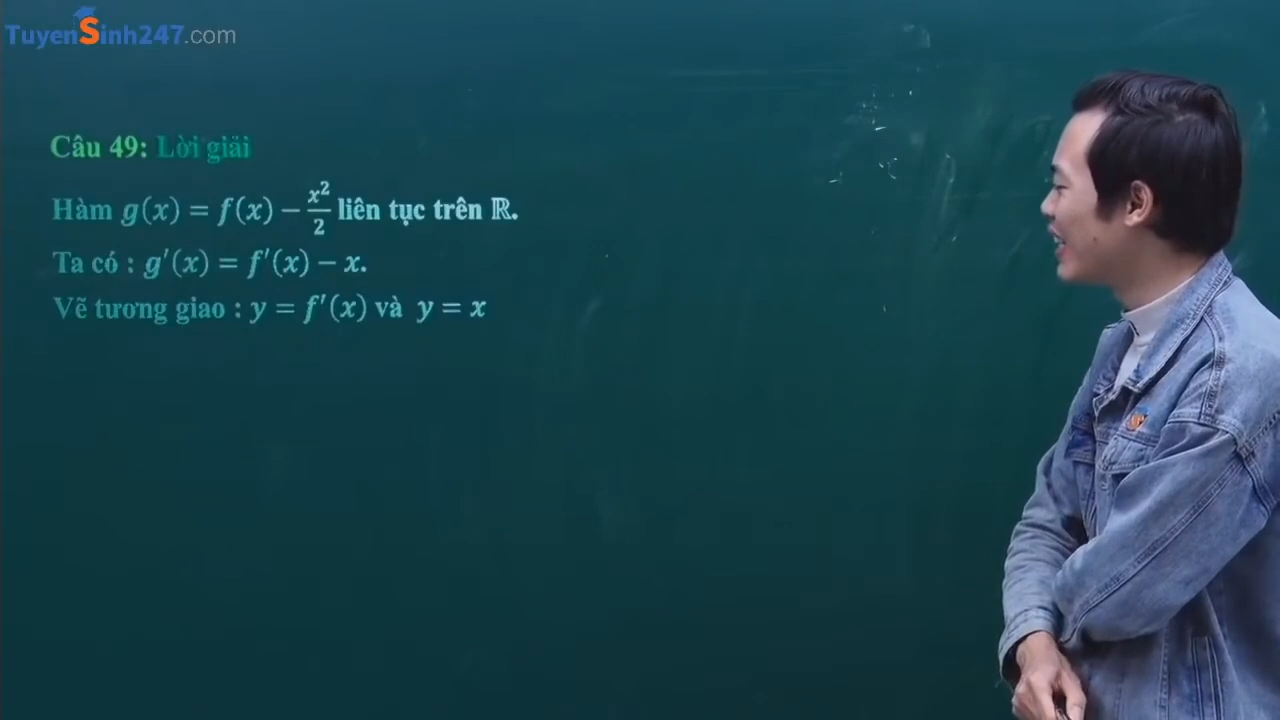 TuyenSinh247.com
Câu 49: Lời giải
Hàm g(x) = f(x) − x²/2 liên tục trên ℝ.
Ta có : g′(x) = f′(x) − x.
Vẽ tương giao : y = f′(x) và y = x